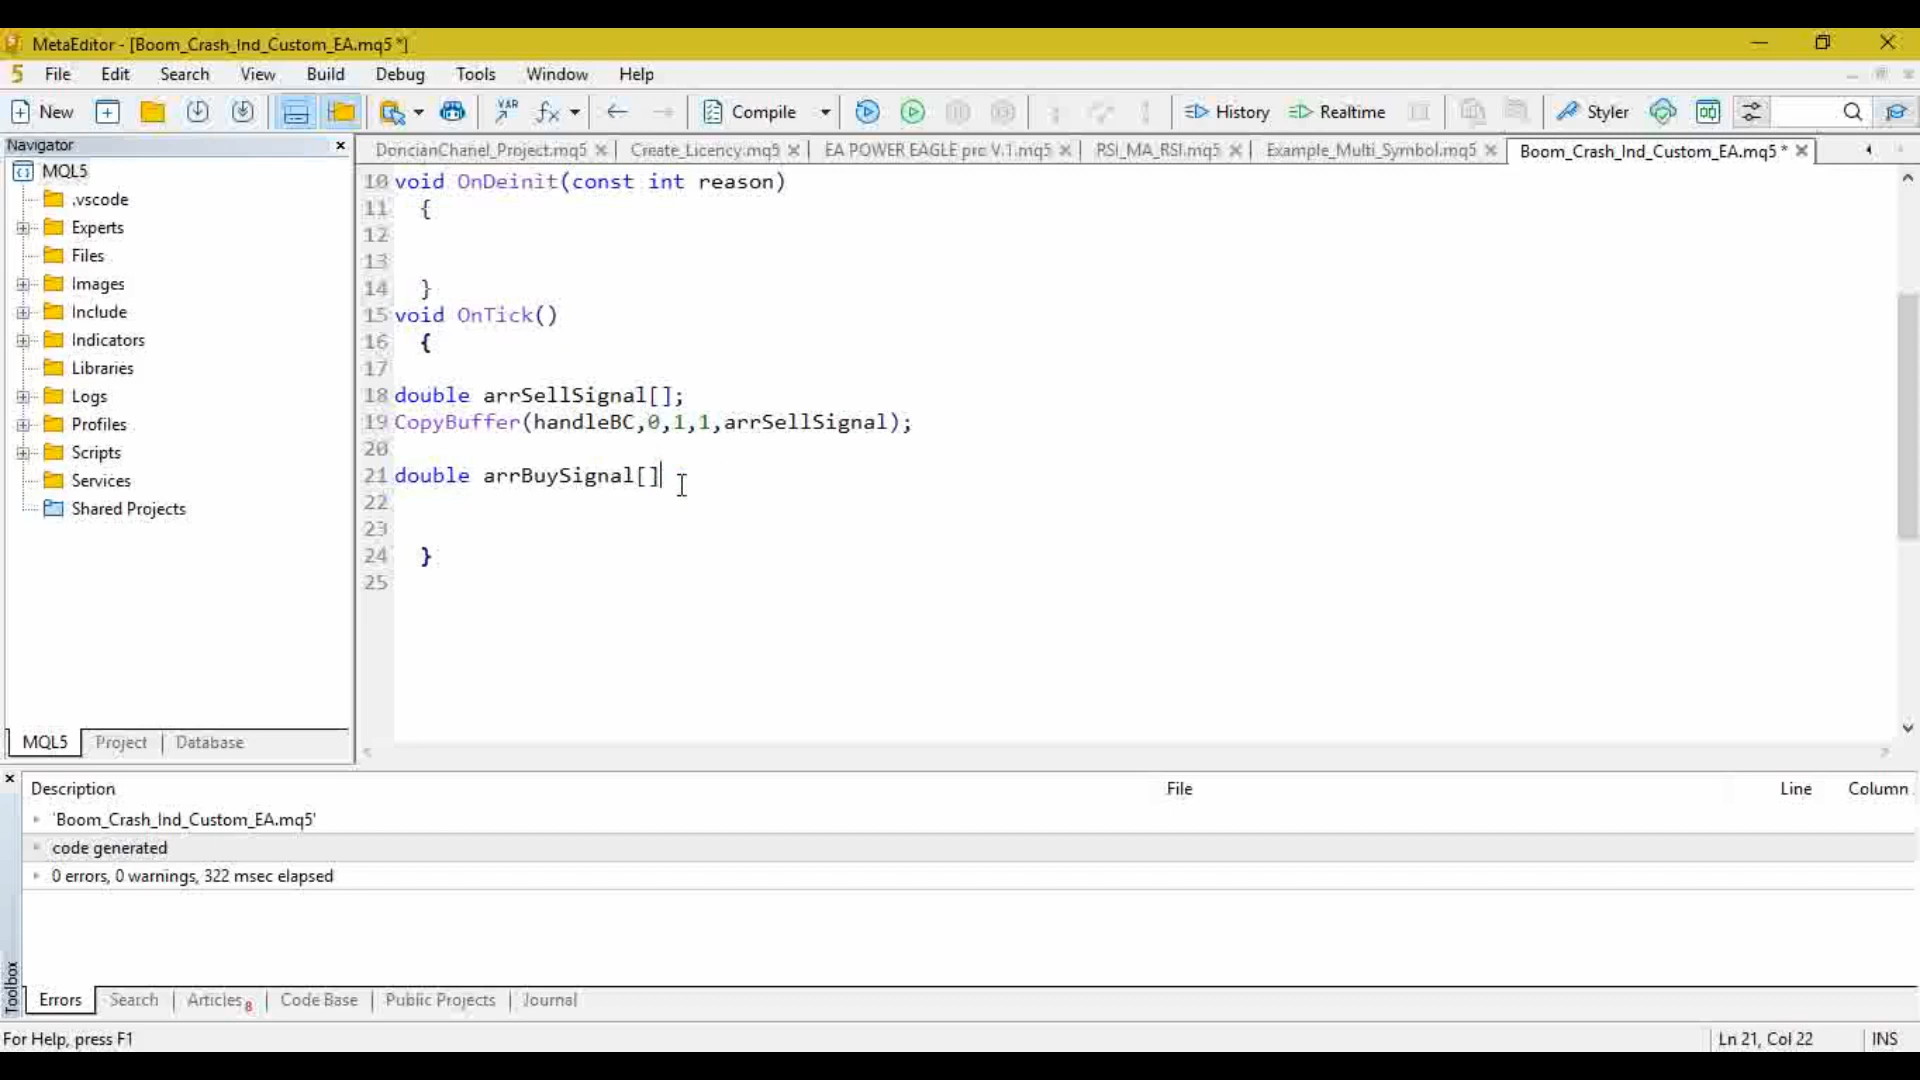 MetaEditor - [Boom_Crash_Ind_Custom_EA.mq5 *]
5 File Edit Search View Build Debug Tools Window Help
New VAR fx Compile History Realtime Styler
Navigator
DoncianChanel_Project.mq5 Create_Licency.mq5 EA POWER EAGLE pro V.1.mq5 RSI_MA_RSI.mq5 Example_Multi_Symbol.mq5 Boom_Crash_Ind_Custom_EA.mq5 *
MQL5
.vscode
Experts
Files
Images
Include
Indicators
Libraries
Logs
Profiles
Scripts
Services
Shared Projects
MQL5 Project Database
10 void OnDeinit(const int reason)
11 {
12
13
14 }
15 void OnTick()
16 {
17
18 double arrSellSignal[];
19 CopyBuffer(handleBC,0,1,1,arrSellSignal);
20
21 double arrBuySignal[]
22
23
24 }
25
Description File Line Column
'Boom_Crash_Ind_Custom_EA.mq5'
code generated
0 errors, 0 warnings, 322 msec elapsed
Toolbox
Errors Search Articles 8 Code Base Public Projects Journal
For Help, press F1 Ln 21, Col 22 INS